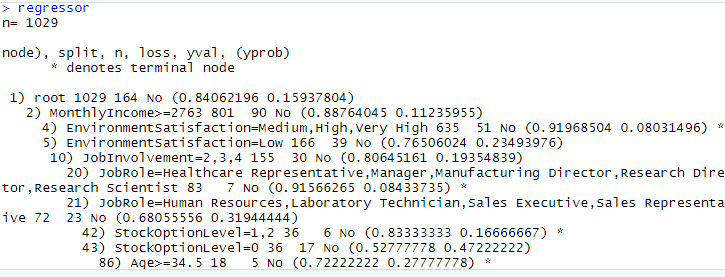 > regressor
n= 1029
node), split, n, loss, yval, (yprob)
* denotes terminal node
1) root 1029 164 No (0.84062196 0.15937804)
2) MonthlyIncome>=2763 801 90 No (0.88764045 0.11235955)
4) EnvironmentSatisfaction=Medium,High,Very High 635 51 No (0.91968504 0.08031496) *
5) EnvironmentSatisfaction=Low 166 39 No (0.76506024 0.23493976)
10) JobInvolvement=2,3,4 155 30 No (0.80645161 0.19354839)
20) JobRole=Healthcare Representative,Manager,Manufacturing Director,Research Dire
tor,Research Scientist 83 7 No (0.91566265 0.08433735) *
21) JobRole=Human Resources,Laboratory Technician,Sales Executive,Sales Representa
ive 72 23 No (0.68055556 0.31944444)
42) StockOptionLevel=1,2 36 6 No (0.83333333 0.16666667) *
43) StockOptionLevel=0 36 17 No (0.52777778 0.47222222)
86) Age>=34.5 18 5 No (0.72222222 0.27777778) *